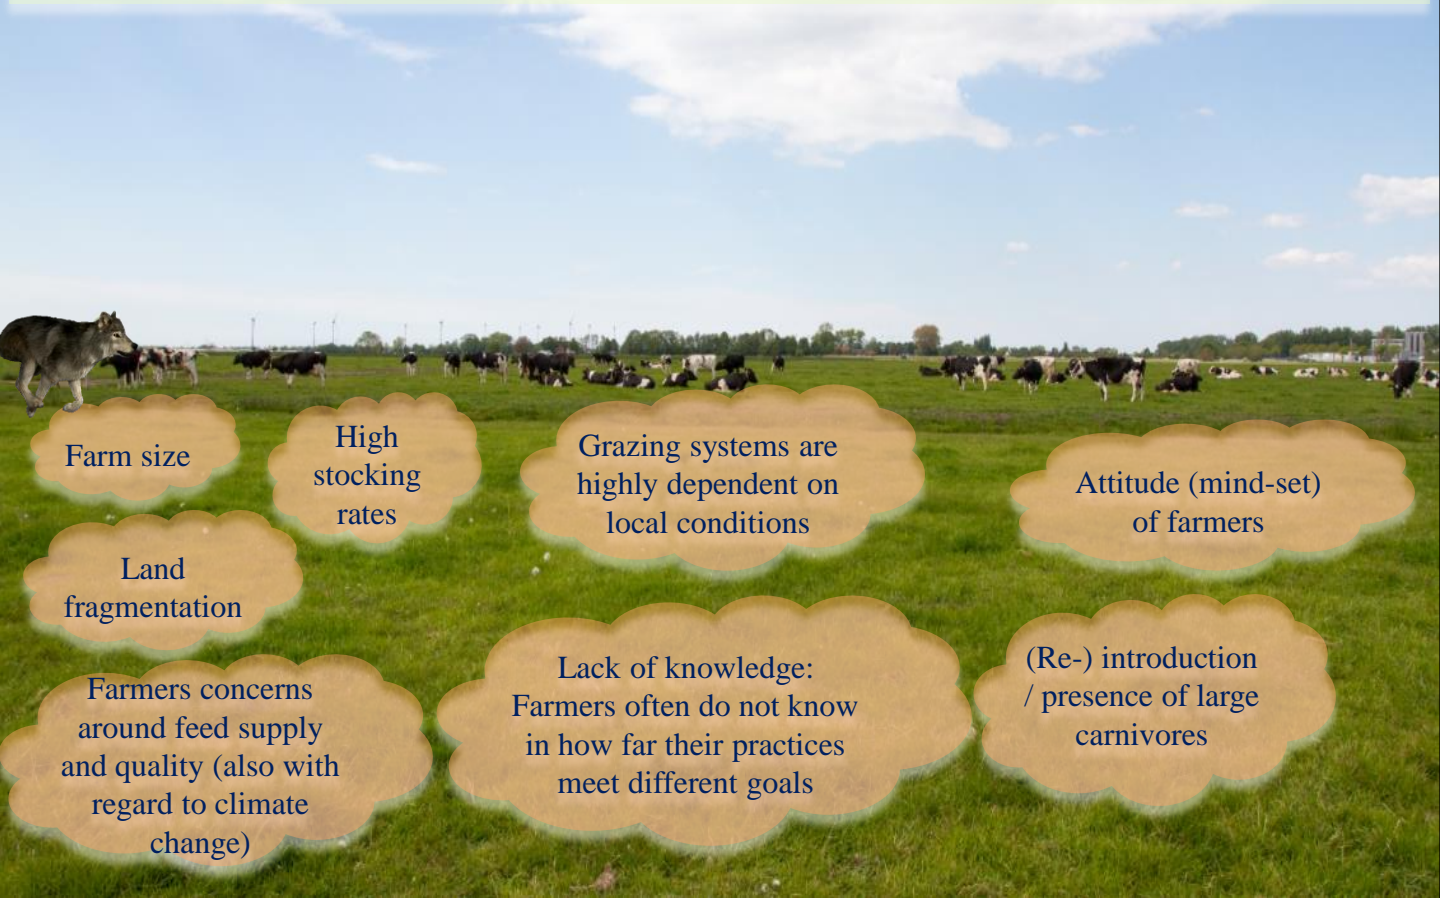 Farm size
High
stocking
rates
Grazing systems are
highly dependent on
local conditions
Attitude (mind-set)
of farmers
Land
fragmentation
Farmers concerns
around feed supply
and quality (also with
regard to climate
change)
Lack of knowledge:
Farmers often do not know
in how far their practices
meet different goals
(Re-) introduction
/ presence of large
carnivores